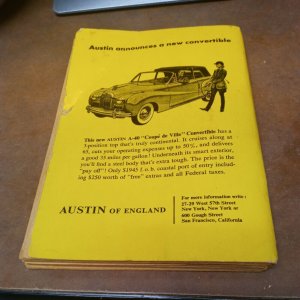 Austin announces a new convertible
This new AUSTIN A-40 "Coupé de Ville" Convertible has a
3-position top that's truly continental. It cruises along at
65, cuts your operating expenses up to 50%, and delivers
a good 35 miles per gallon! Underneath its smart exterior,
you'll find a steel body that's extra tough. The price is the
"pay off"! Only $1945 f. o. b. coastal port of entry includ-
ing $150 worth of "free" extras and all Federal taxes.
AUSTIN OF ENGLAND
For more information write:
27-29 West 57th Street
New York, New York or
600 Gough Street
San Francisco, California